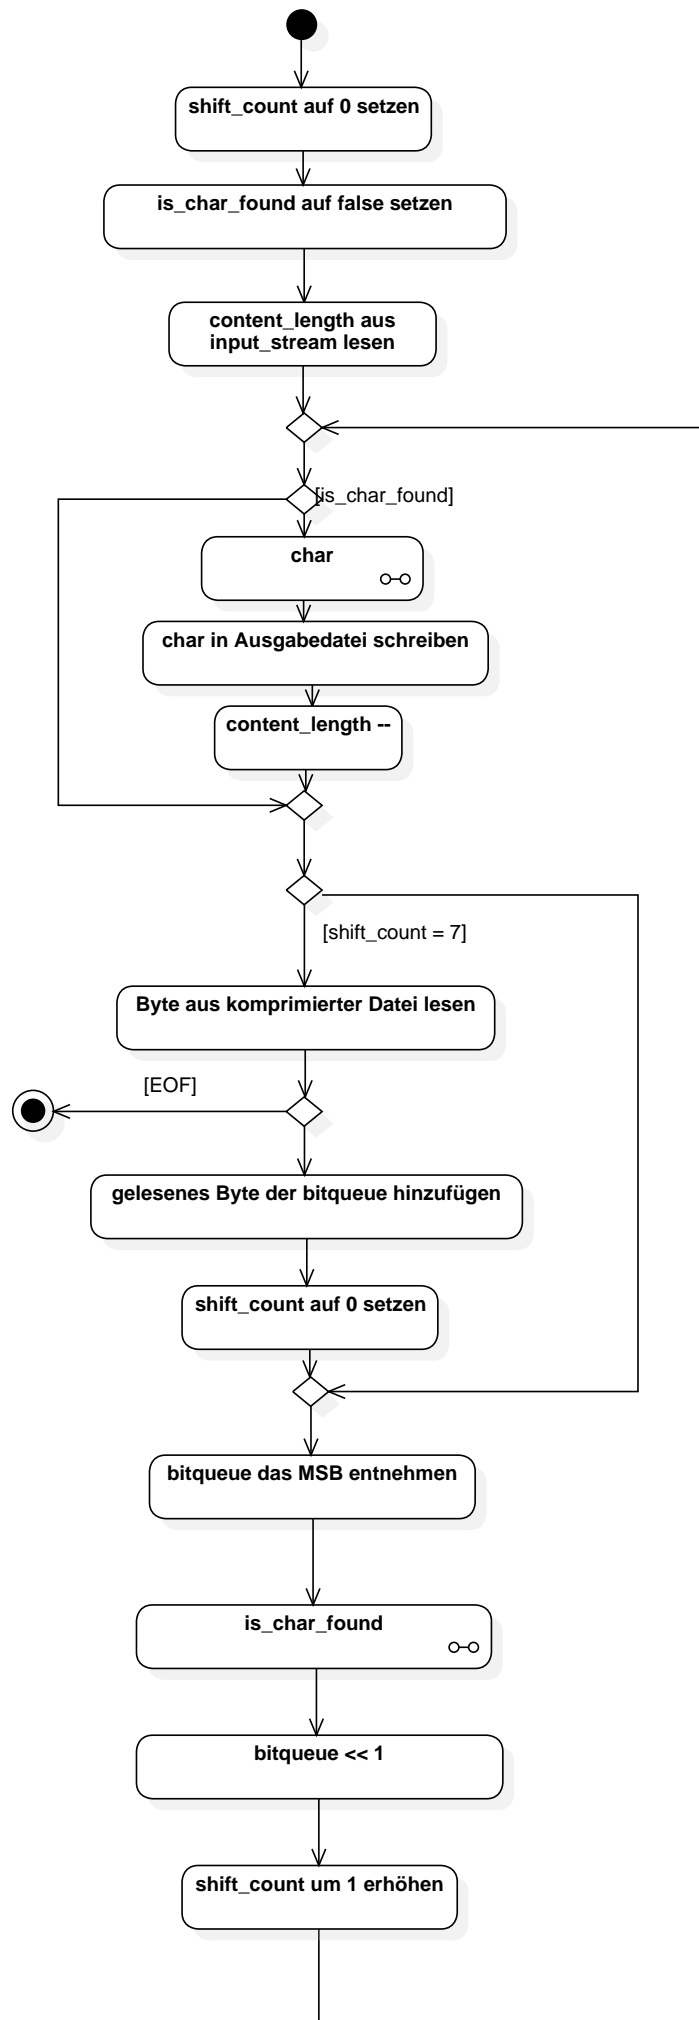 shift_count auf 0 setzen
is_char_found auf false setzen
content_length aus
input_stream lesen
[is_char_found]
char
char in Ausgabedatei schreiben
content_length --
[shift_count = 7]
Byte aus komprimierter Datei lesen
[EOF]
gelesenes Byte der bitqueue hinzufügen
shift_count auf 0 setzen
bitqueue das MSB entnehmen
is_char_found
bitqueue << 1
shift_count um 1 erhöhen